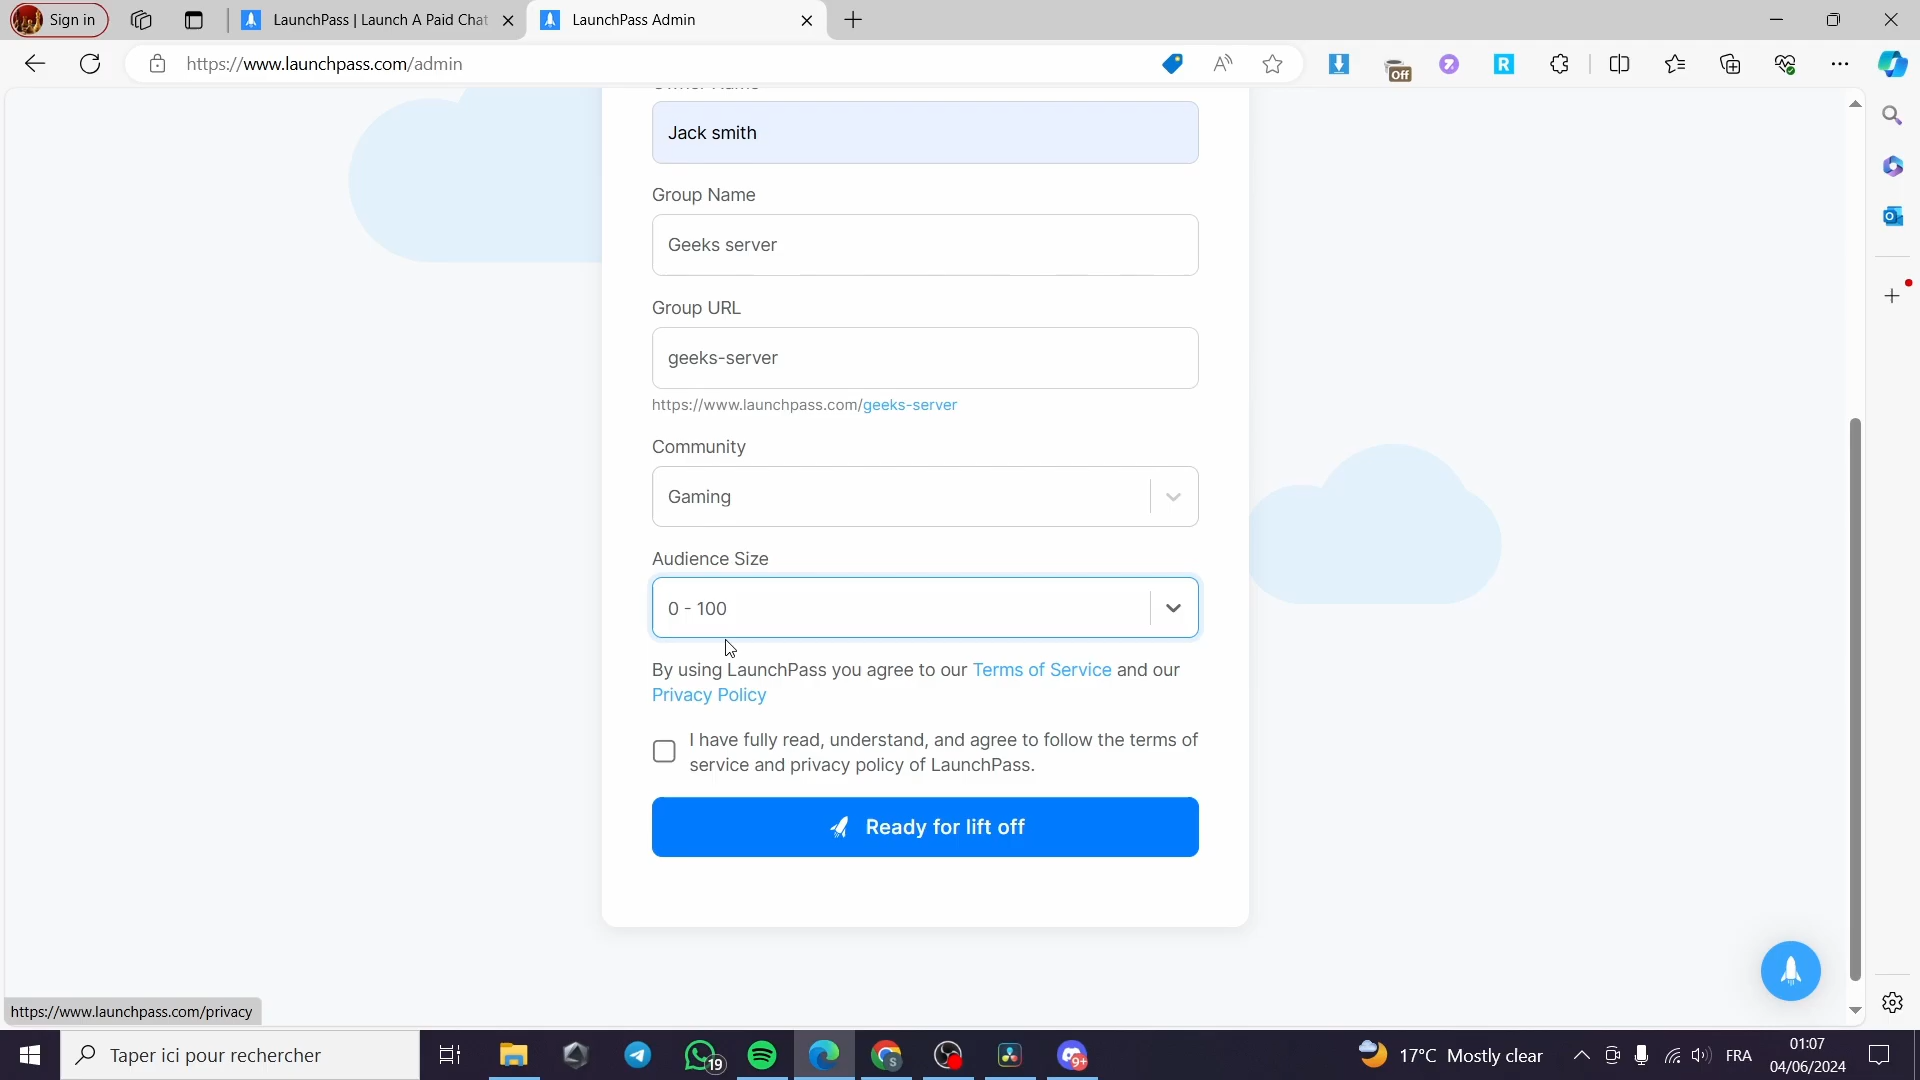 Sign in
LaunchPass | Launch A Paid Chat
LaunchPass Admin
https://www.launchpass.com/admin
Off
Owner Name
Jack smith
Group Name
Geeks server
Group URL
geeks-server
https://www.launchpass.com/geeks-server
Community
Gaming
Audience Size
0 - 100
By using LaunchPass you agree to our Terms of Service and our
Privacy Policy
I have fully read, understand, and agree to follow the terms of
service and privacy policy of LaunchPass.
Ready for lift off
https://www.launchpass.com/privacy
Taper ici pour rechercher
19
9+
17°C Mostly clear
FRA
01:07
04/06/2024